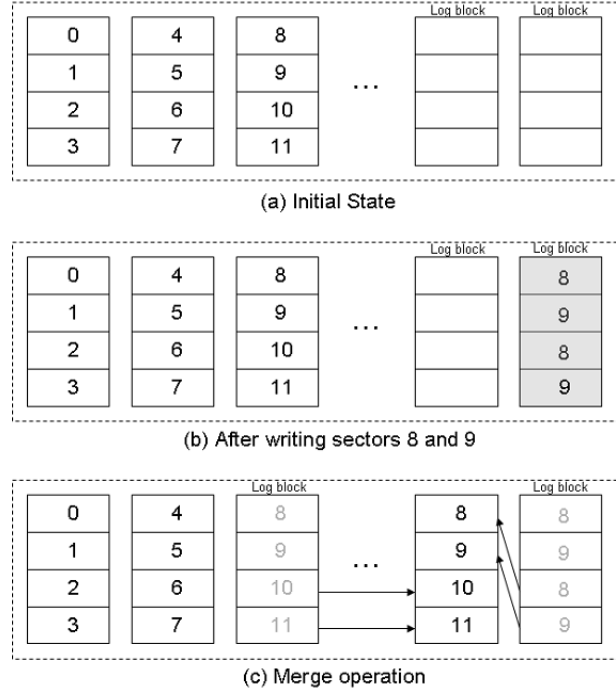 Log block Log block
0 4 8
1 5 9
2 6 10
3 7 11
...
(a) Initial State
Log block Log block
0 4 8 8
1 5 9 9
2 6 10 8
3 7 11 9
...
(b) After writing sectors 8 and 9
Log block Log block
0 4 8 8 8
1 5 9 9 9
2 6 10 10 8
3 7 11 11 9
...
(c) Merge operation